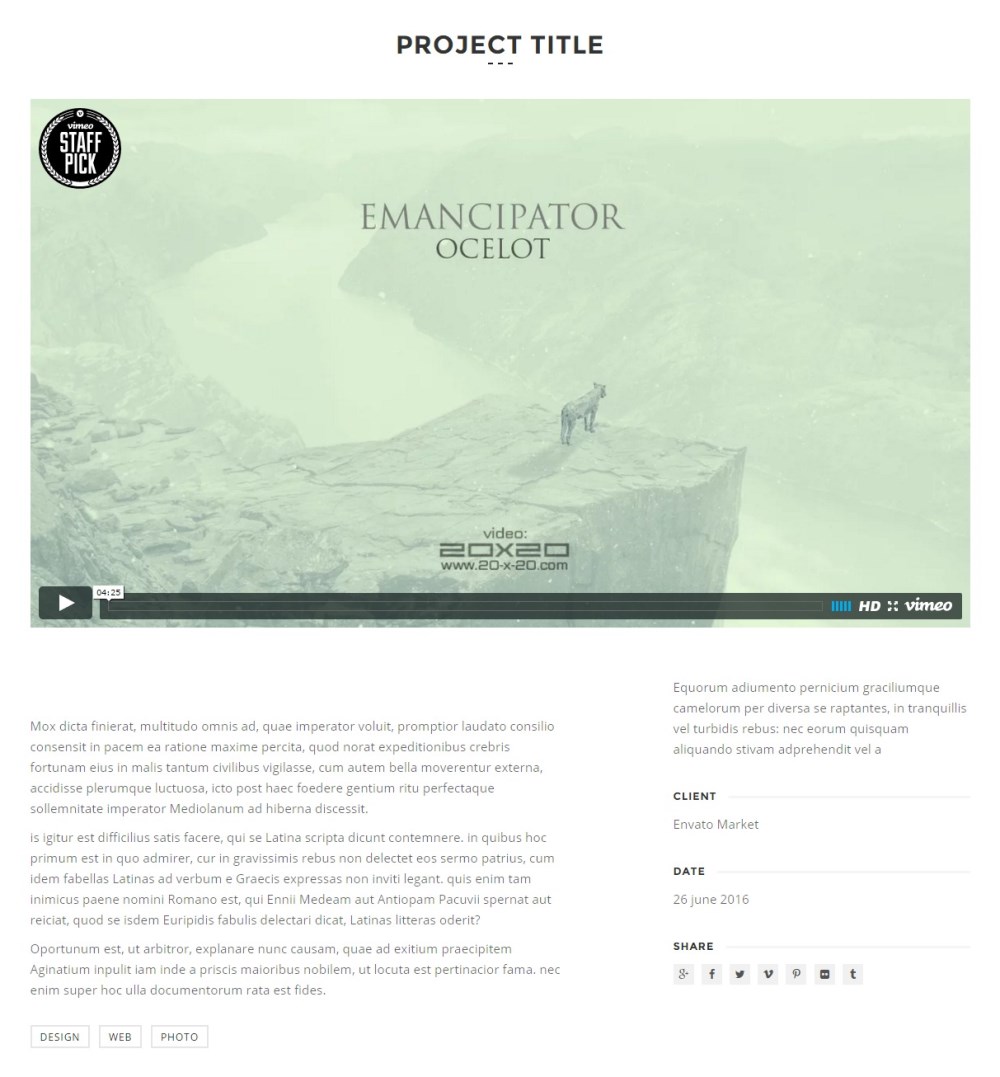 PROJECT TITLE
vimeo
STAFF
PICK
EMANCIPATOR
OCELOT
video:
20x20
www.20-x-20.com
04:25
HD vimeo
Mox dicta finierat, multitudo omnis ad, quae imperator voluit, promptior laudato consilio
consensit in pacem ea ratione maxime percita, quod norat expeditionibus crebris
fortunam eius in malis tantum civilibus vigilasse, cum autem bella moverentur externa,
accidisse plerumque luctuosa, icto post haec foedere gentium ritu perfectaque
sollemnitate imperator Mediolanum ad hiberna discessit.
is igitur est difficilius satis facere, qui se Latina scripta dicunt contemnere. in quibus hoc
primum est in quo admirer, cur in gravissimis rebus non delectet eos sermo patrius, cum
idem fabellas Latinas ad verbum e Graecis expressas non inviti legant. quis enim tam
inimicus paene nomini Romano est, qui Ennii Medeam aut Antiopam Pacuvii spernat aut
reiciat, quod se isdem Euripidis fabulis delectari dicat, Latinas litteras oderit?
Oportunum est, ut arbitror, explanare nunc causam, quae ad exitium praecipitem
Aginatium inpulit iam inde a priscis maioribus nobilem, ut locuta est pertinacior fama. nec
enim super hoc ulla documentorum rata est fides.
DESIGN WEB PHOTO
Equorum adiumento pernicium graciliumque
camelorum per diversa se raptantes, in tranquillis
vel turbidis rebus: nec eorum quisquam
aliquando stivam adprehendit vel a
CLIENT
Envato Market
DATE
26 june 2016
SHARE